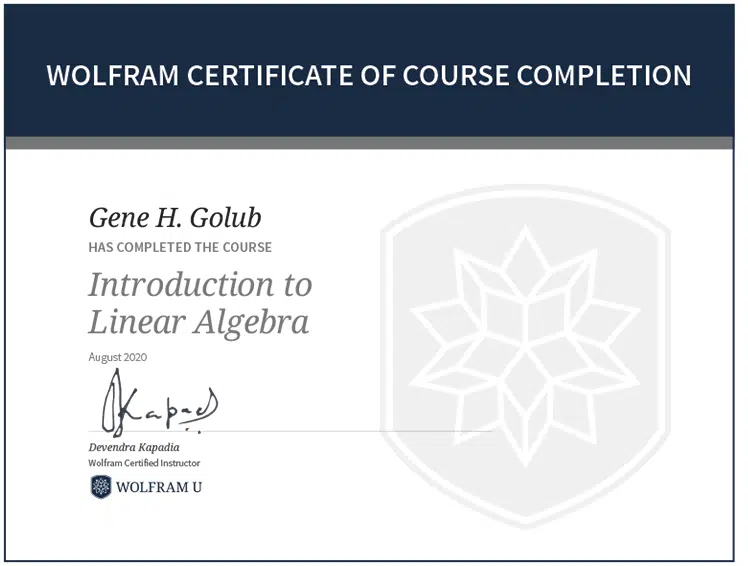 WOLFRAM CERTIFICATE OF COURSE COMPLETION
Gene H. Golub
HAS COMPLETED THE COURSE
Introduction to
Linear Algebra
August 2020
Kapad
Devendra Kapadia
Wolfram Certified Instructor
WOLFRAM U